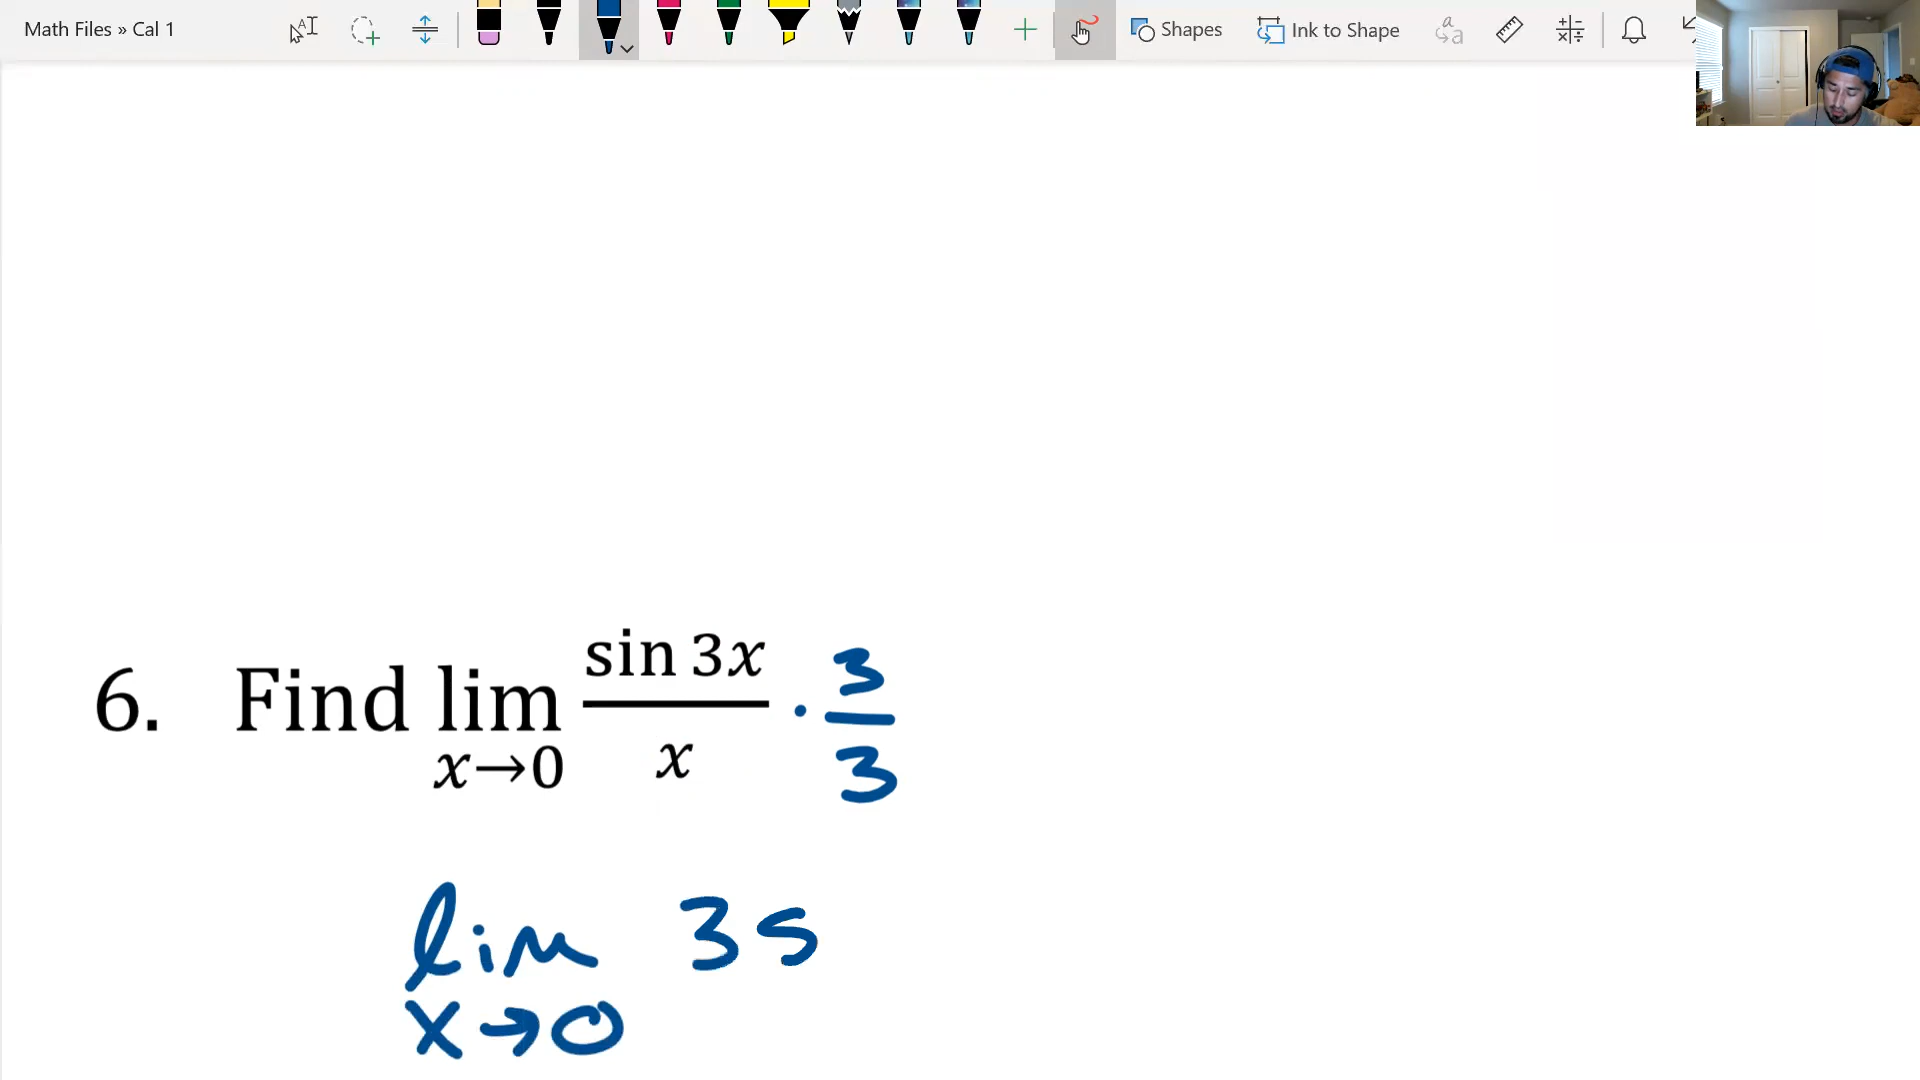 Math Files » Cal 1
Shapes
Ink to Shape
6. Find lim x→0 sin 3x / x · 3/3
lim x→0 3s